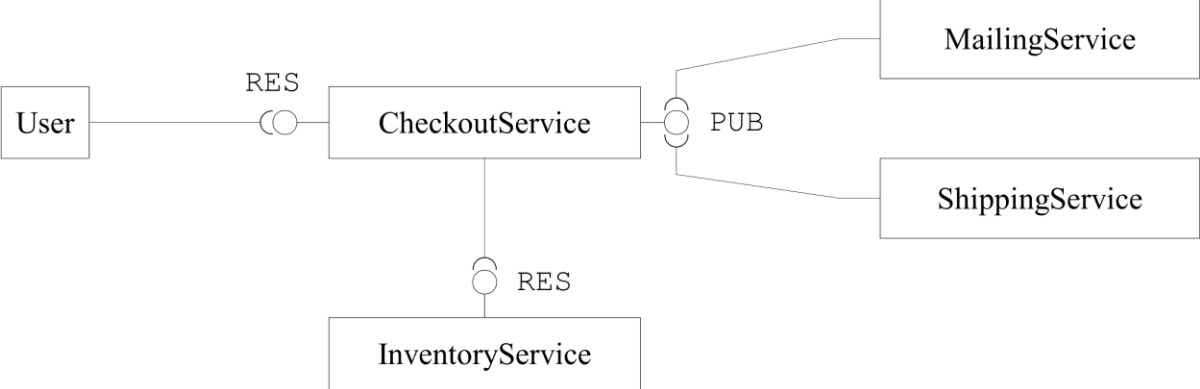 MailingService
RES
User
CheckoutService
PUB
ShippingService
RES
InventoryService